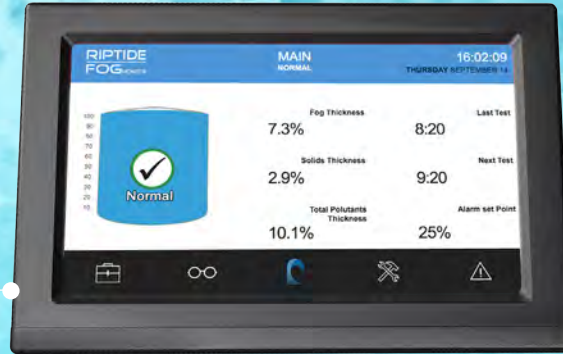 RIPTIDE
FOG
MAIN
NORMAL
16:02:09
THURSDAY SEPTEMBER 14
100
90
80
70
60
50
40
30
20
10
Normal
Fog Thickness
7.3%
Last Test
8:20
Solids Thickness
2.9%
Next Test
9:20
Total Polutants
Thickness
10.1%
Alarm set Point
25%